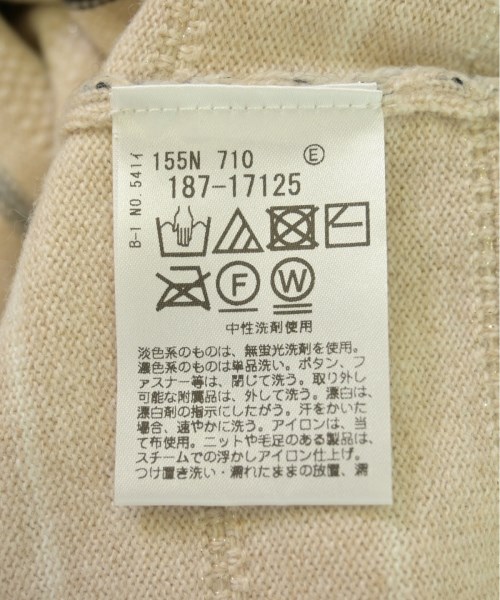 155N 710 Ⓔ
187-17125
B-I NO.541イ
F W
中性洗剤使用
淡色系のものは、無蛍光洗剤を使用。
濃色系のものは単品洗い。ボタン、フ
ァスナー等は、閉じて洗う。取り外し
可能な附属品は、外して洗う。漂白は、
漂白剤の指示にしたがう。汗をかいた
場合、速やかに洗う。アイロンは、当
て布使用。ニットや毛足のある製品は、
スチームでの浮かしアイロン仕上げ。
つけ置き洗い・濡れたままの放置、濡